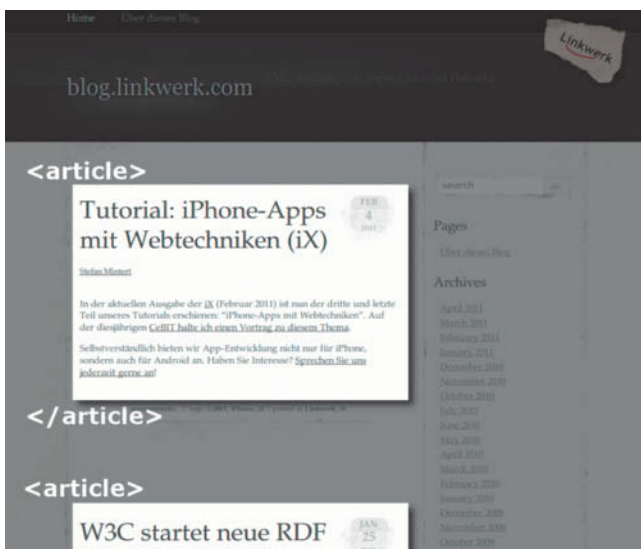 Home Über dieses Blog
Linkwerk
blog.linkwerk.com
<article>
Tutorial: iPhone-Apps
mit Webtechniken (iX)
FEB
4
2011
Stefan Mintert
In der aktuellen Ausgabe der iX (Februar 2011) ist nun der dritte und letzte
Teil unseres Tutorials erschienen: "iPhone-Apps mit Webtechniken". Auf
der diesjährigen CeBIT halte ich einen Vortrag zu diesem Thema.
Selbstverständlich bieten wir App-Entwicklung nicht nur für iPhone,
sondern auch für Android an. Haben Sie Interesse? Sprechen Sie uns
jederzeit gerne an!
</article>
<article>
W3C startet neue RDF
JAN
25
search
Pages
Über dieses Blog
Archives
April 2011
March 2011
February 2011
January 2011
December 2010
November 2010
October 2010
July 2010
June 2010
May 2010
April 2010
March 2010
February 2010
January 2010
December 2009
November 2009
October 2009